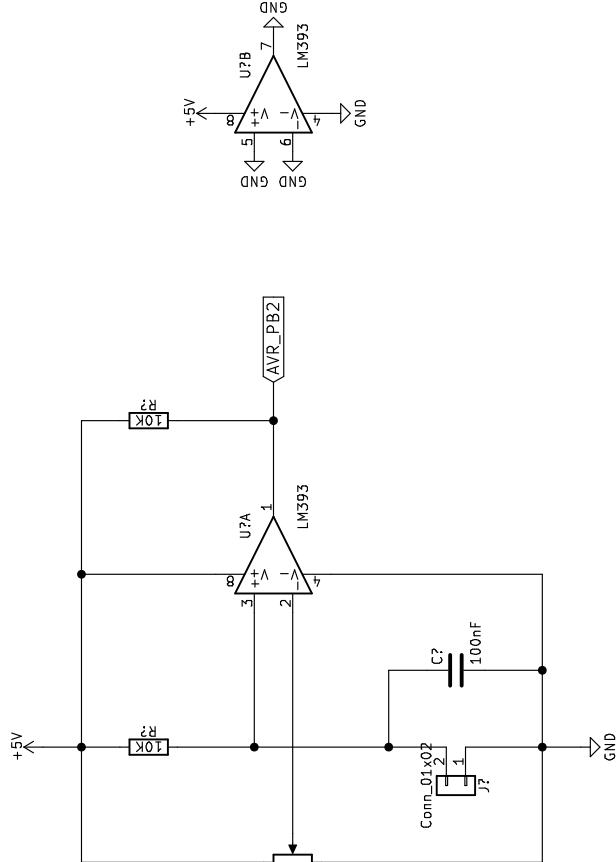 GND
7
U?B
LM393
+5V
8
V+
+
V-
-
4
GND
5
6
GND
GND
AVR_PB2
R?
10K
1
U?A
LM393
8
V+
+
V-
-
4
3
2
C?
100nF
+5V
R?
10K
Conn_01x02
2
1
J?
GND